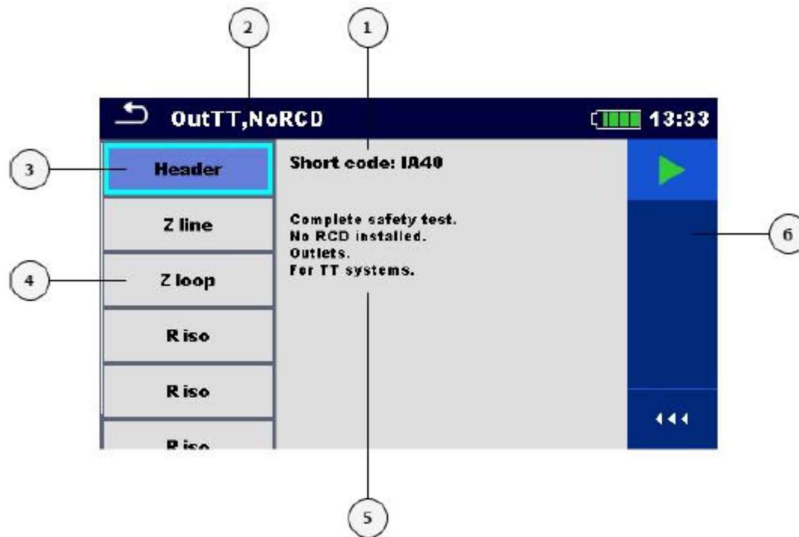 2
1
OutTT,NoRCD
13:33
3
Header
Short code: IA40
Z line
Complete safety test.
No RCD installed.
Outlets.
For TT systems.
6
4
Z loop
R iso
R iso
R iso
5